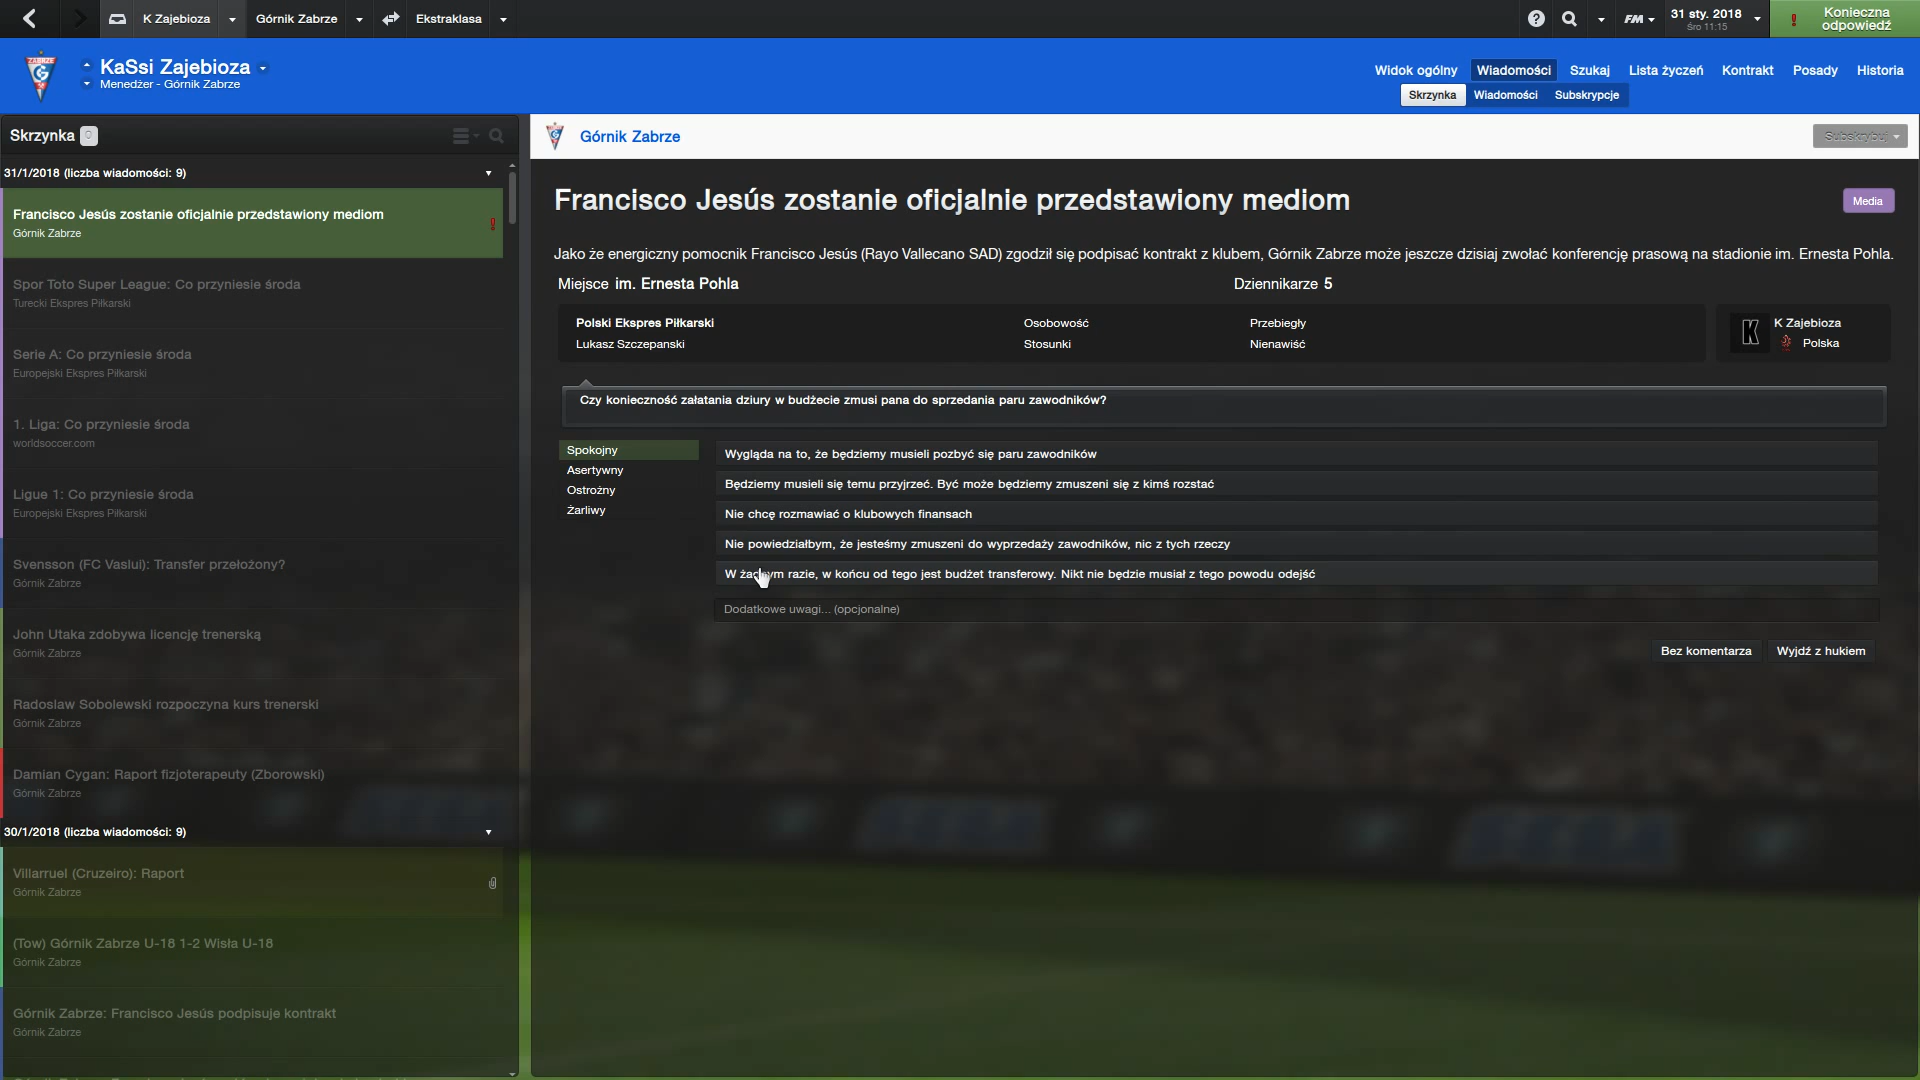 K Zajebioza
Górnik Zabrze
Ekstraklasa
FM
31 sty. 2018
Śro 11:15
Konieczna
odpowiedź
KaSsi Zajebioza
Menedżer - Górnik Zabrze
Widok ogólny
Wiadomości
Szukaj
Lista życzeń
Kontrakt
Posady
Historia
Skrzynka
Wiadomości
Subskrypcje
Skrzynka 0
31/1/2018 (liczba wiadomości: 9)
Francisco Jesús zostanie oficjalnie przedstawiony mediom
Górnik Zabrze
Spor Toto Super League: Co przyniesie środa
Turecki Ekspres Piłkarski
Serie A: Co przyniesie środa
Europejski Ekspres Piłkarski
1. Liga: Co przyniesie środa
worldsoccer.com
Ligue 1: Co przyniesie środa
Europejski Ekspres Piłkarski
Svensson (FC Vaslui): Transfer przełożony?
Górnik Zabrze
John Utaka zdobywa licencję trenerską
Górnik Zabrze
Radoslaw Sobolewski rozpoczyna kurs trenerski
Górnik Zabrze
Damian Cygan: Raport fizjoterapeuty (Zborowski)
Górnik Zabrze
30/1/2018 (liczba wiadomości: 9)
Villarruel (Cruzeiro): Raport
Górnik Zabrze
(Tow) Górnik Zabrze U-18 1-2 Wisła U-18
Górnik Zabrze
Górnik Zabrze: Francisco Jesús podpisuje kontrakt
Górnik Zabrze
Górnik Zabrze
Subskrybuj
Francisco Jesús zostanie oficjalnie przedstawiony mediom
Media
Jako że energiczny pomocnik Francisco Jesús (Rayo Vallecano SAD) zgodził się podpisać kontrakt z klubem, Górnik Zabrze może jeszcze dzisiaj zwołać konferencję prasową na stadionie im. Ernesta Pohla.
Miejsce im. Ernesta Pohla
Dziennikarze 5
Polski Ekspres Piłkarski
Osobowość
Przebiegły
Lukasz Szczepanski
Stosunki
Nienawiść
K Zajebioza
Polska
Czy konieczność załatania dziury w budżecie zmusi pana do sprzedania paru zawodników?
Spokojny
Asertywny
Ostrożny
Żarliwy
Wygląda na to, że będziemy musieli pozbyć się paru zawodników
Będziemy musieli się temu przyjrzeć. Być może będziemy zmuszeni się z kimś rozstać
Nie chcę rozmawiać o klubowych finansach
Nie powiedziałbym, że jesteśmy zmuszeni do wyprzedaży zawodników, nic z tych rzeczy
W żadnym razie, w końcu od tego jest budżet transferowy. Nikt nie będzie musiał z tego powodu odejść
Dodatkowe uwagi... (opcjonalne)
Bez komentarza
Wyjdź z hukiem